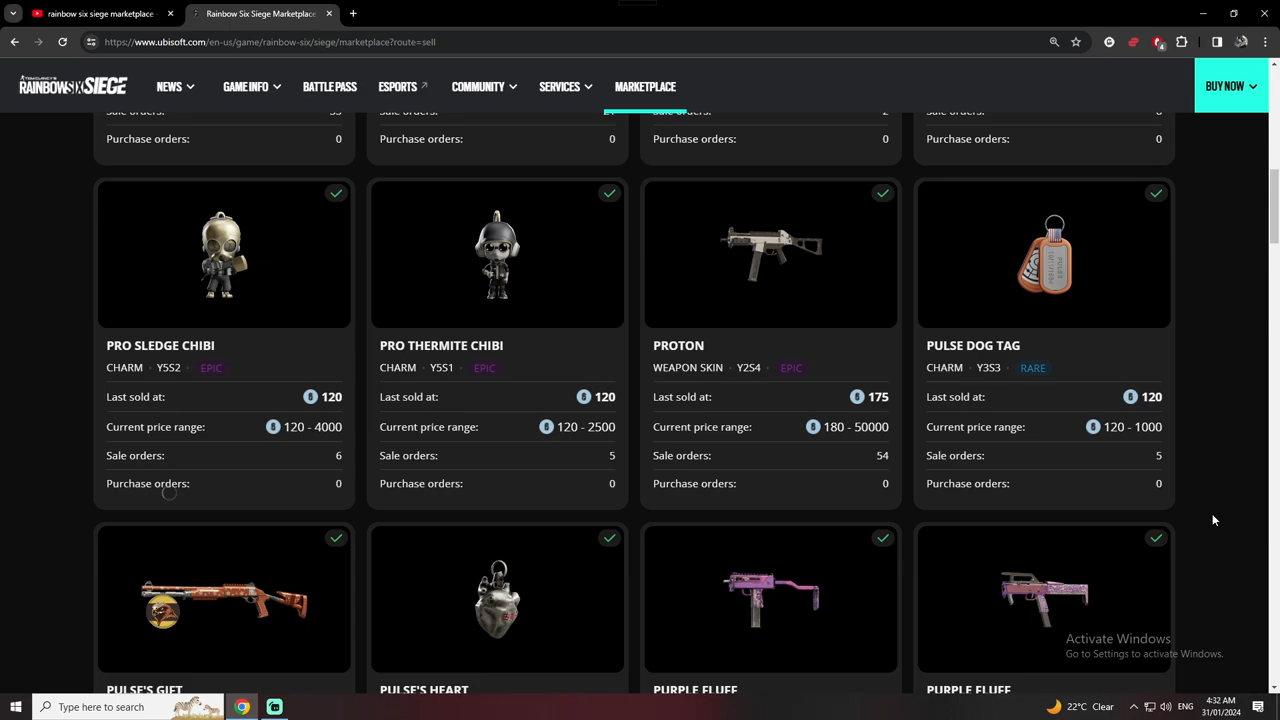 rainbow six siege marketplace
Rainbow Six Siege Marketplace
https://www.ubisoft.com/en-us/game/rainbow-six/siege/marketplace?route=sell
4
TOM CLANCY'S
RAINBOWSIX SIEGE
NEWS
GAME INFO
BATTLE PASS
ESPORTS
COMMUNITY
SERVICES
MARKETPLACE
BUY NOW
Purchase orders: 0
Purchase orders: 0
Purchase orders: 0
Purchase orders: 0
PRO SLEDGE CHIBI
CHARM · Y5S2 · EPIC
Last sold at: 120
Current price range: 120 - 4000
Sale orders: 6
Purchase orders: 0
PRO THERMITE CHIBI
CHARM · Y5S1 · EPIC
Last sold at: 120
Current price range: 120 - 2500
Sale orders: 5
Purchase orders: 0
PROTON
WEAPON SKIN · Y2S4 · EPIC
Last sold at: 175
Current price range: 180 - 50000
Sale orders: 54
Purchase orders: 0
PULSE DOG TAG
CHARM · Y3S3 · RARE
Last sold at: 120
Current price range: 120 - 1000
Sale orders: 5
Purchase orders: 0
PULSE'S GIFT
PULSE'S HEART
PURPLE FLUFF
PURPLE FLUFF
Activate Windows
Go to Settings to activate Windows.
Type here to search
22°C Clear
ENG
4:32 AM
31/01/2024